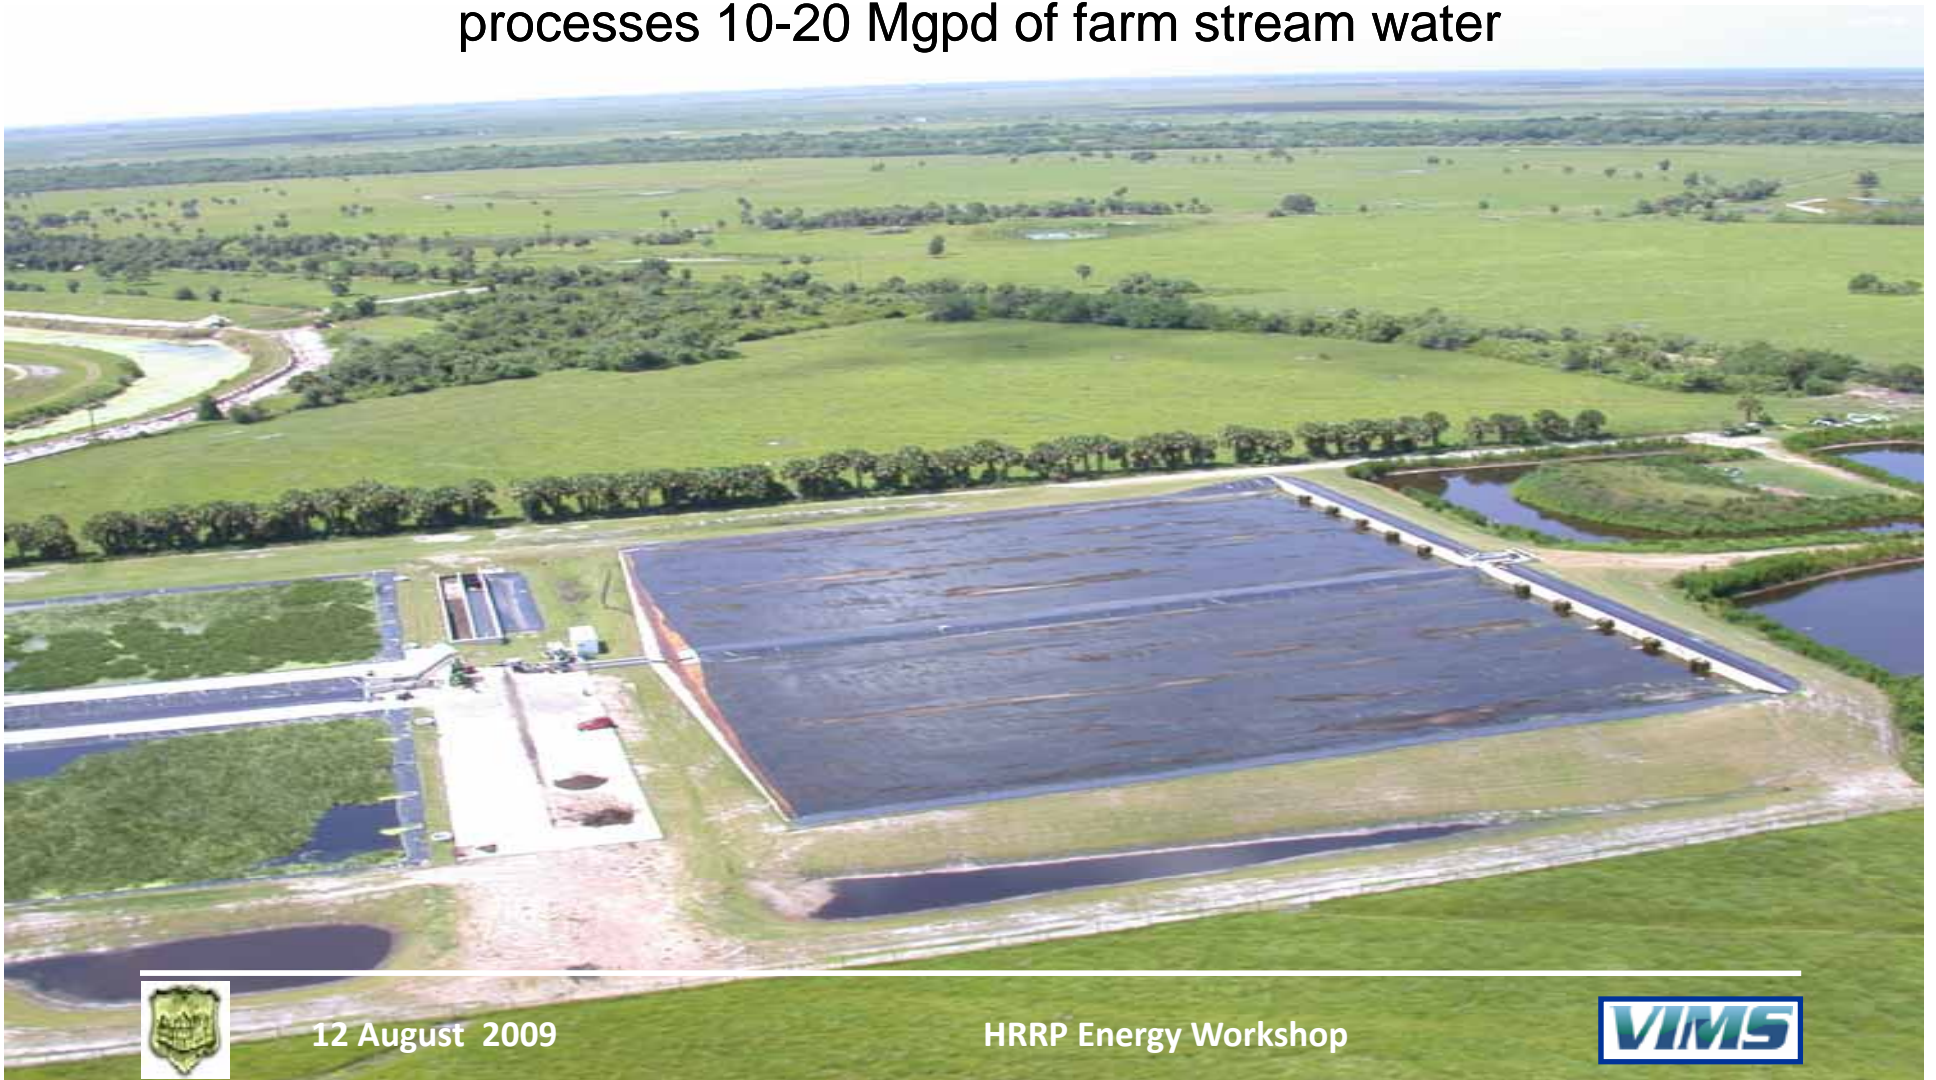 processes 10-20 Mgpd of farm stream water
12 August  2009
HRRP Energy Workshop
VIMS